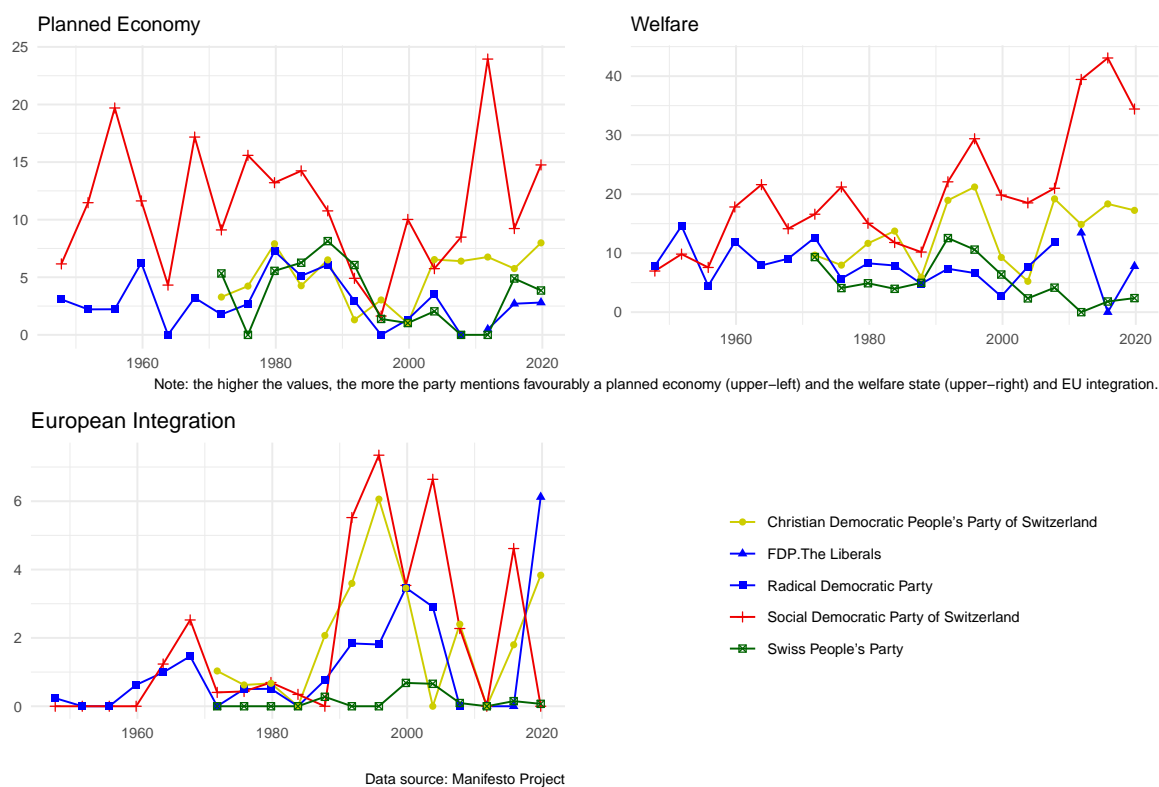 Planned Economy
25
20
15
10
5
0
1960 1980 2000 2020
Welfare
40
30
20
10
0
1960 1980 2000 2020
Note: the higher the values, the more the party mentions favourably a planned economy (upper−left) and the welfare state (upper−right) and EU integration.
European Integration
6
4
2
0
1960 1980 2000 2020
Christian Democratic People's Party of Switzerland
FDP.The Liberals
Radical Democratic Party
Social Democratic Party of Switzerland
Swiss People's Party
Data source: Manifesto Project